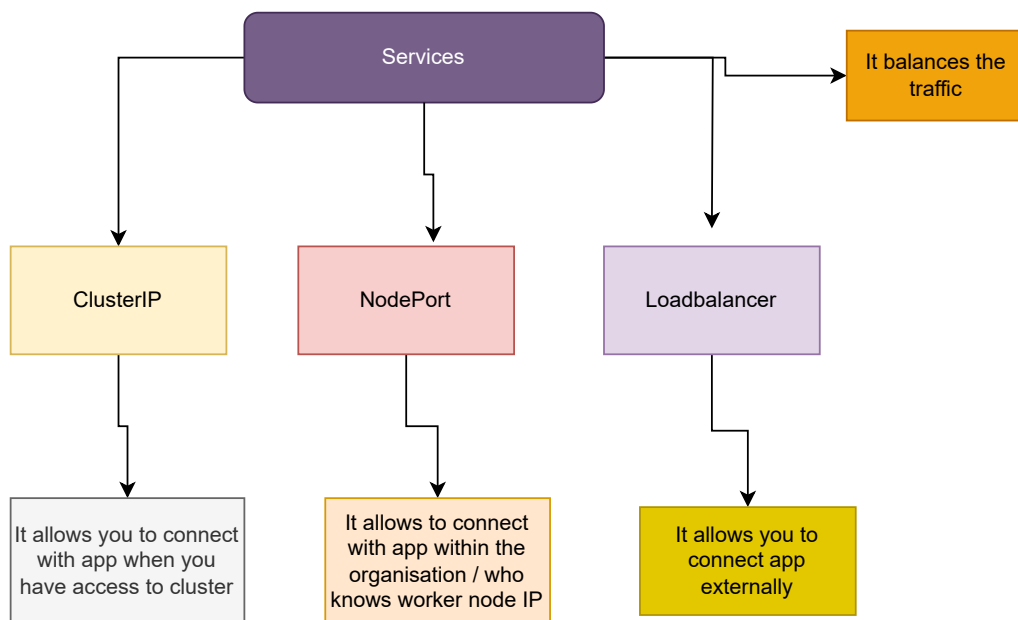 Services
It balances the
traffic
ClusterIP
NodePort
Loadbalancer
It allows you to connect
with app when you
have access to cluster
It allows to connect
with app within the
organisation / who
knows worker node IP
It allows you to
connect app
externally